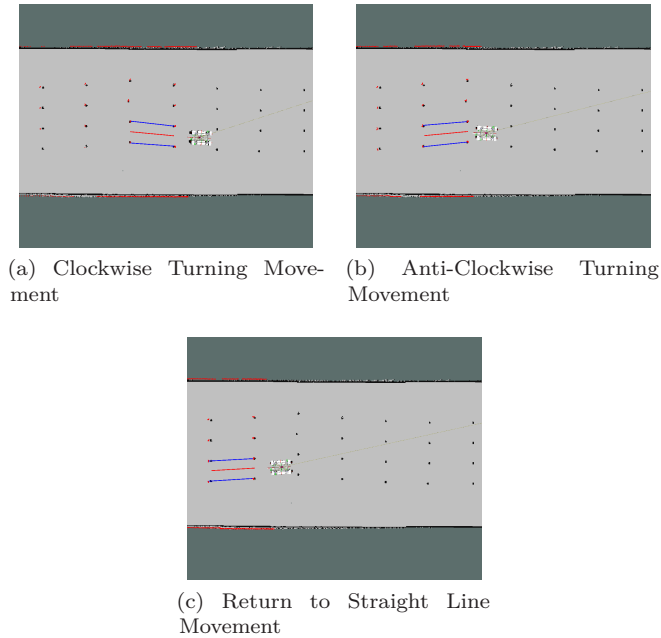 (a) Clockwise Turning Move-
ment
(b) Anti-Clockwise Turning
Movement
(c) Return to Straight Line
Movement